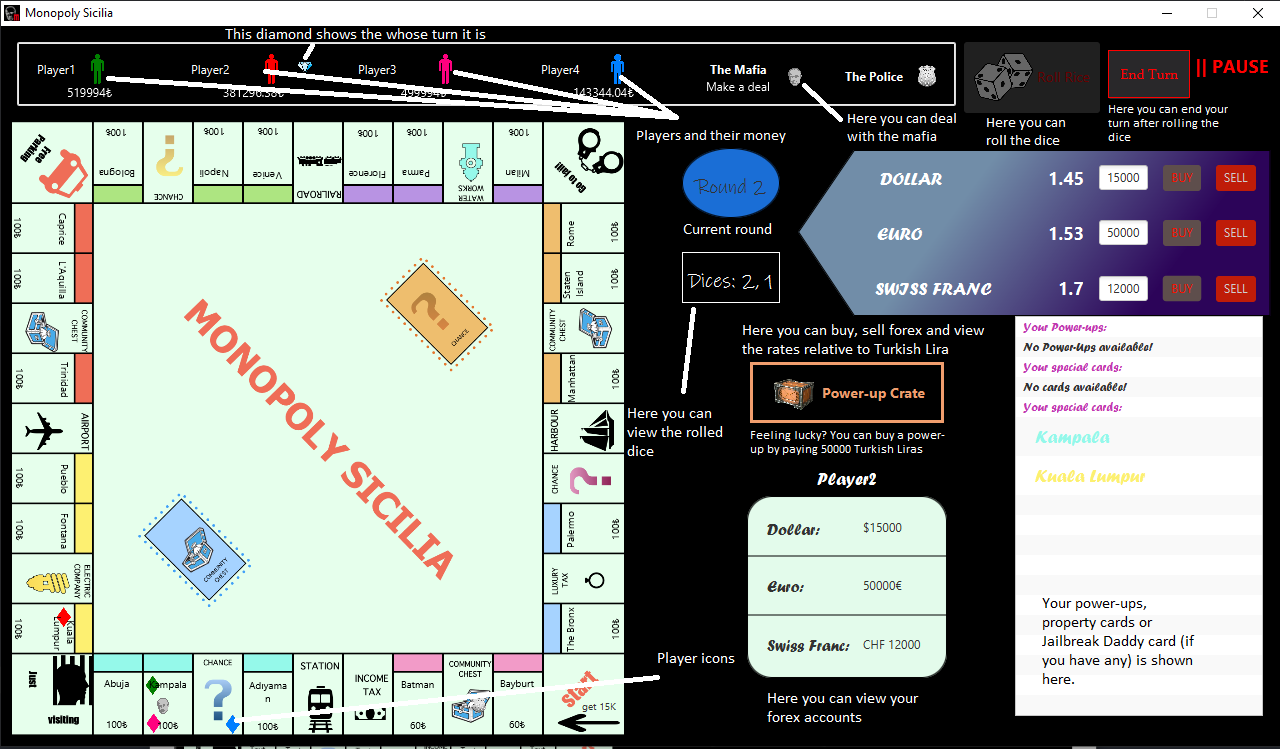 Monopoly Sicilia
This diamond shows the whose turn it is
Player1
519994₺
Player2
381296.58₺
Player3
499994₺
Player4
143344.04₺
The Mafia
Make a deal
The Police
Roll Dice
End Turn
|| PAUSE
Players and their money
Here you can deal
with the mafia
Here you can
roll the dice
Here you can end your
turn after rolling the
dice
Round 2
Current round
Dices: 2, 1
Here you can
view the rolled
dice
DOLLAR
1.45
15000
BUY
SELL
EURO
1.53
50000
BUY
SELL
SWISS FRANC
1.7
12000
BUY
SELL
Here you can buy, sell forex and view
the rates relative to Turkish Lira
Power-up Crate
Feeling lucky? You can buy a power-
up by paying 50000 Turkish Liras
Player2
Dollar:
$15000
Euro:
50000€
Swiss Franc:
CHF 12000
Here you can view your
forex accounts
Player icons
Your Power-ups:
No Power-Ups available!
Your special cards:
No cards available!
Your special cards:
Kampala
Kuala Lumpur
Your power-ups,
property cards or
Jailbreak Daddy card (if
you have any) is shown
here.
Free
Parking
100₺
Bologna
CHANCE
100₺
Napoli
100₺
Venice
RAILROAD
100₺
Florence
100₺
Parma
WATER
WORKS
100₺
Milan
Go to jail!
Caprice
100₺
L'Aquila
100₺
COMMUNITY
CHEST
Trinidad
100₺
AIRPORT
Pueblo
100₺
Fontana
100₺
ELECTRIC
COMPANY
Kuala
Lumpur
100₺
Rome
100₺
Staten
Island
100₺
COMMUNITY
CHEST
Manhattan
100₺
HARBOUR
CHANCE
Palermo
100₺
LUXURY
TAX
The Bronx
100₺
CHANCE
MONOPOLY SICILIA
COMMUNITY
CHEST
Just
visiting
Abuja
100₺
Kampala
100₺
CHANCE
Adıyama
n
100₺
STATION
INCOME
TAX
Batman
60₺
COMMUNITY
CHEST
Bayburt
60₺
start
get 15K